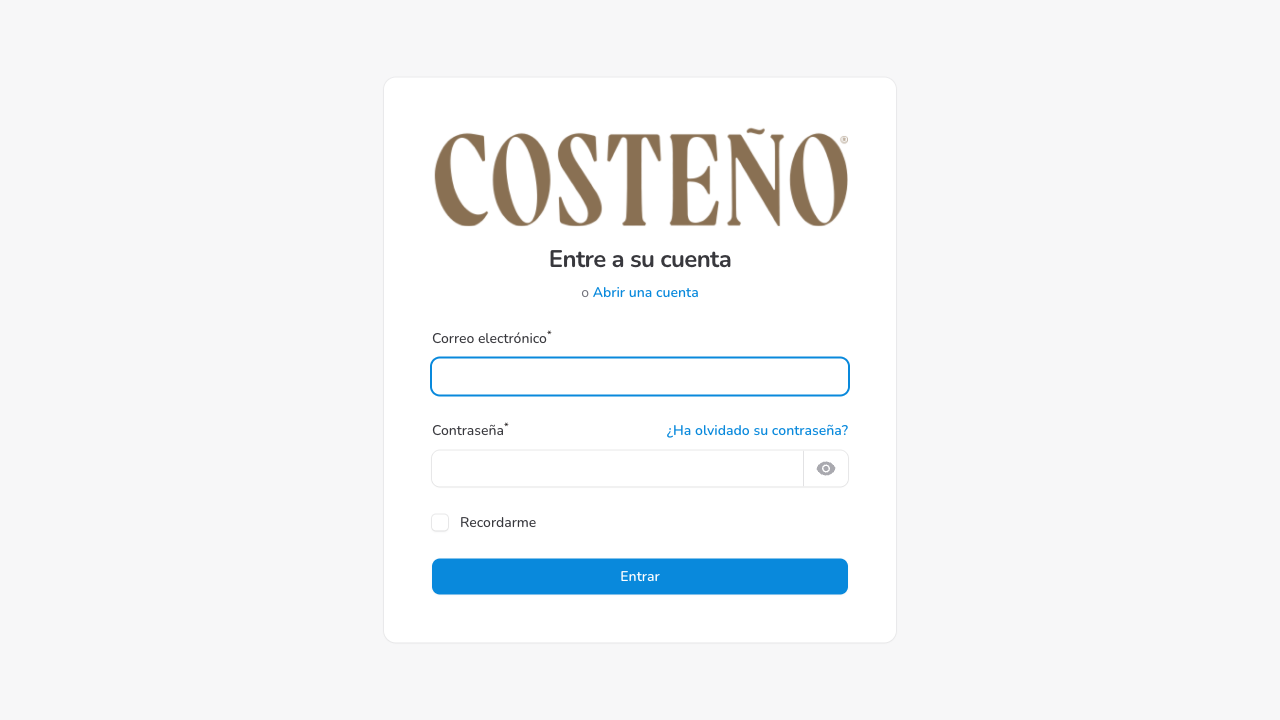 COSTEÑO®
Entre a su cuenta
o Abrir una cuenta
Correo electrónico*
Contraseña*
¿Ha olvidado su contraseña?
Recordarme
Entrar